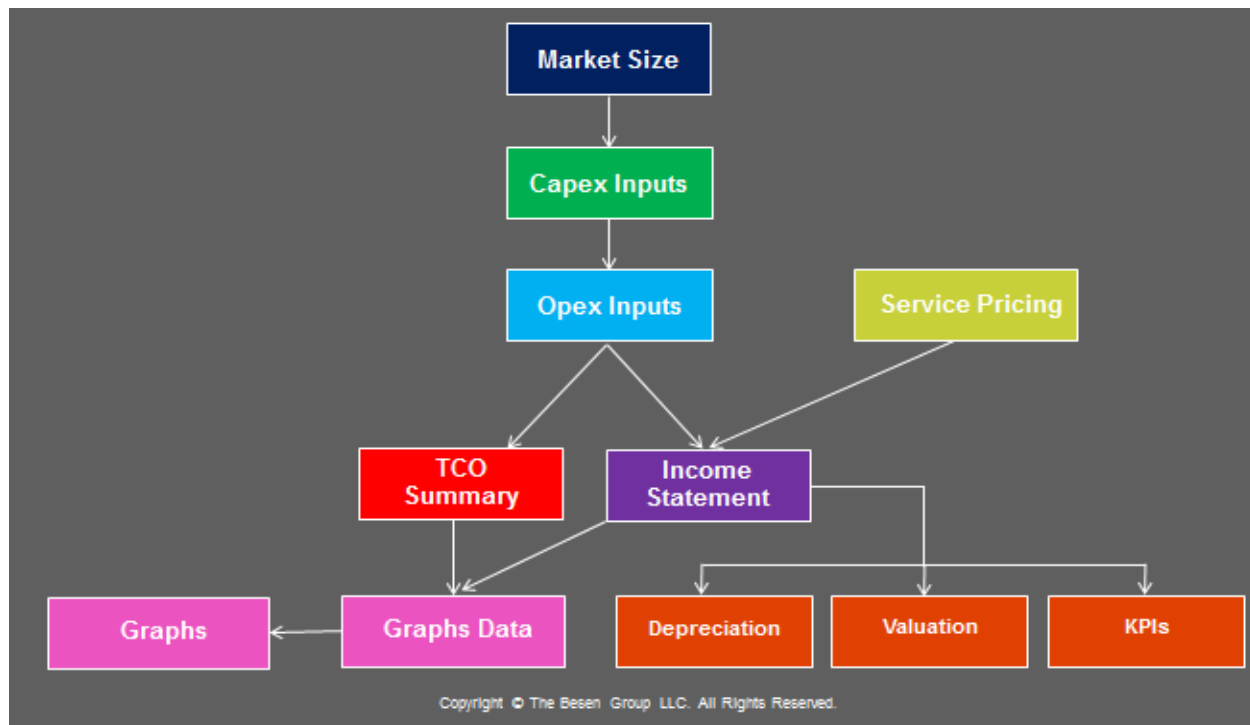 Market Size
Capex Inputs
Opex Inputs
Service Pricing
TCO
Summary
Income
Statement
Graphs
Graphs Data
Depreciation
Valuation
KPIs
Copyright © The Besen Group LLC. All Rights Reserved.